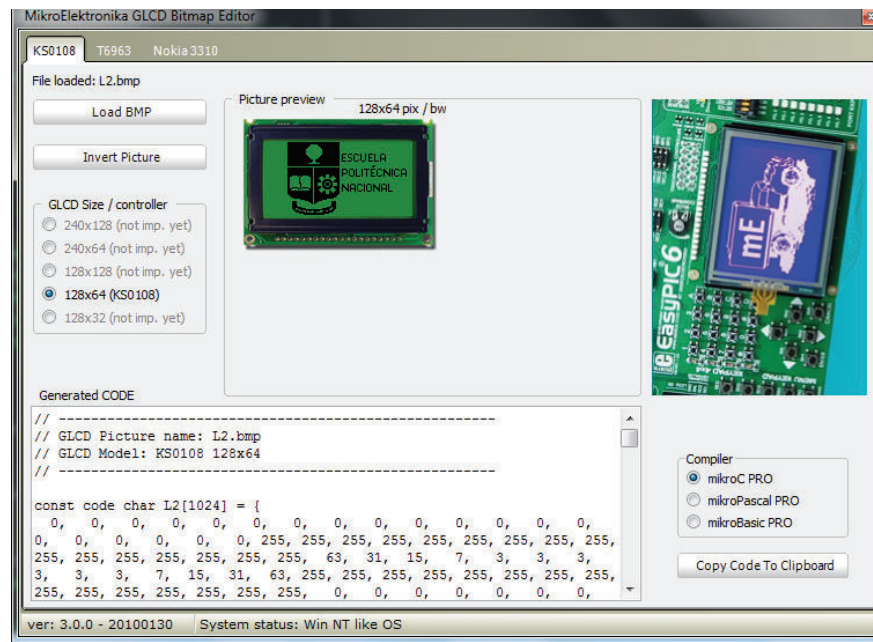 MikroElektronika GLCD Bitmap Editor
KS0108 T6963 Nokia 3310
File loaded: L2.bmp
Load BMP
Invert Picture
GLCD Size / controller
240x128 (not imp. yet)
240x64 (not imp. yet)
128x128 (not imp. yet)
128x64 (KS0108)
128x32 (not imp. yet)
Picture preview
128x64 pix / bw
ESCUELA
POLITÉCNICA
NACIONAL
mE
EasyPIC6
KEYPAD 4x4
MENU KEYPAD
Generated CODE
// ------------------------------------------------------
// GLCD Picture name: L2.bmp
// GLCD Model: KS0108 128x64
// ------------------------------------------------------
const code char L2[1024] = {
0, 0, 0, 0, 0, 0, 0, 0, 0, 0, 0, 0, 0, 0,
0, 0, 0, 0, 0, 0, 255, 255, 255, 255, 255, 255, 255, 255, 255,
255, 255, 255, 255, 255, 255, 255, 63, 31, 15, 7, 3, 3, 3,
3, 3, 3, 7, 15, 31, 63, 255, 255, 255, 255, 255, 255, 255, 255,
255, 255, 255, 255, 255, 255, 255, 0, 0, 0, 0, 0, 0, 0,
Compiler
mikroC PRO
mikroPascal PRO
mikroBasic PRO
Copy Code To Clipboard
ver: 3.0.0 - 20100130 System status: Win NT like OS